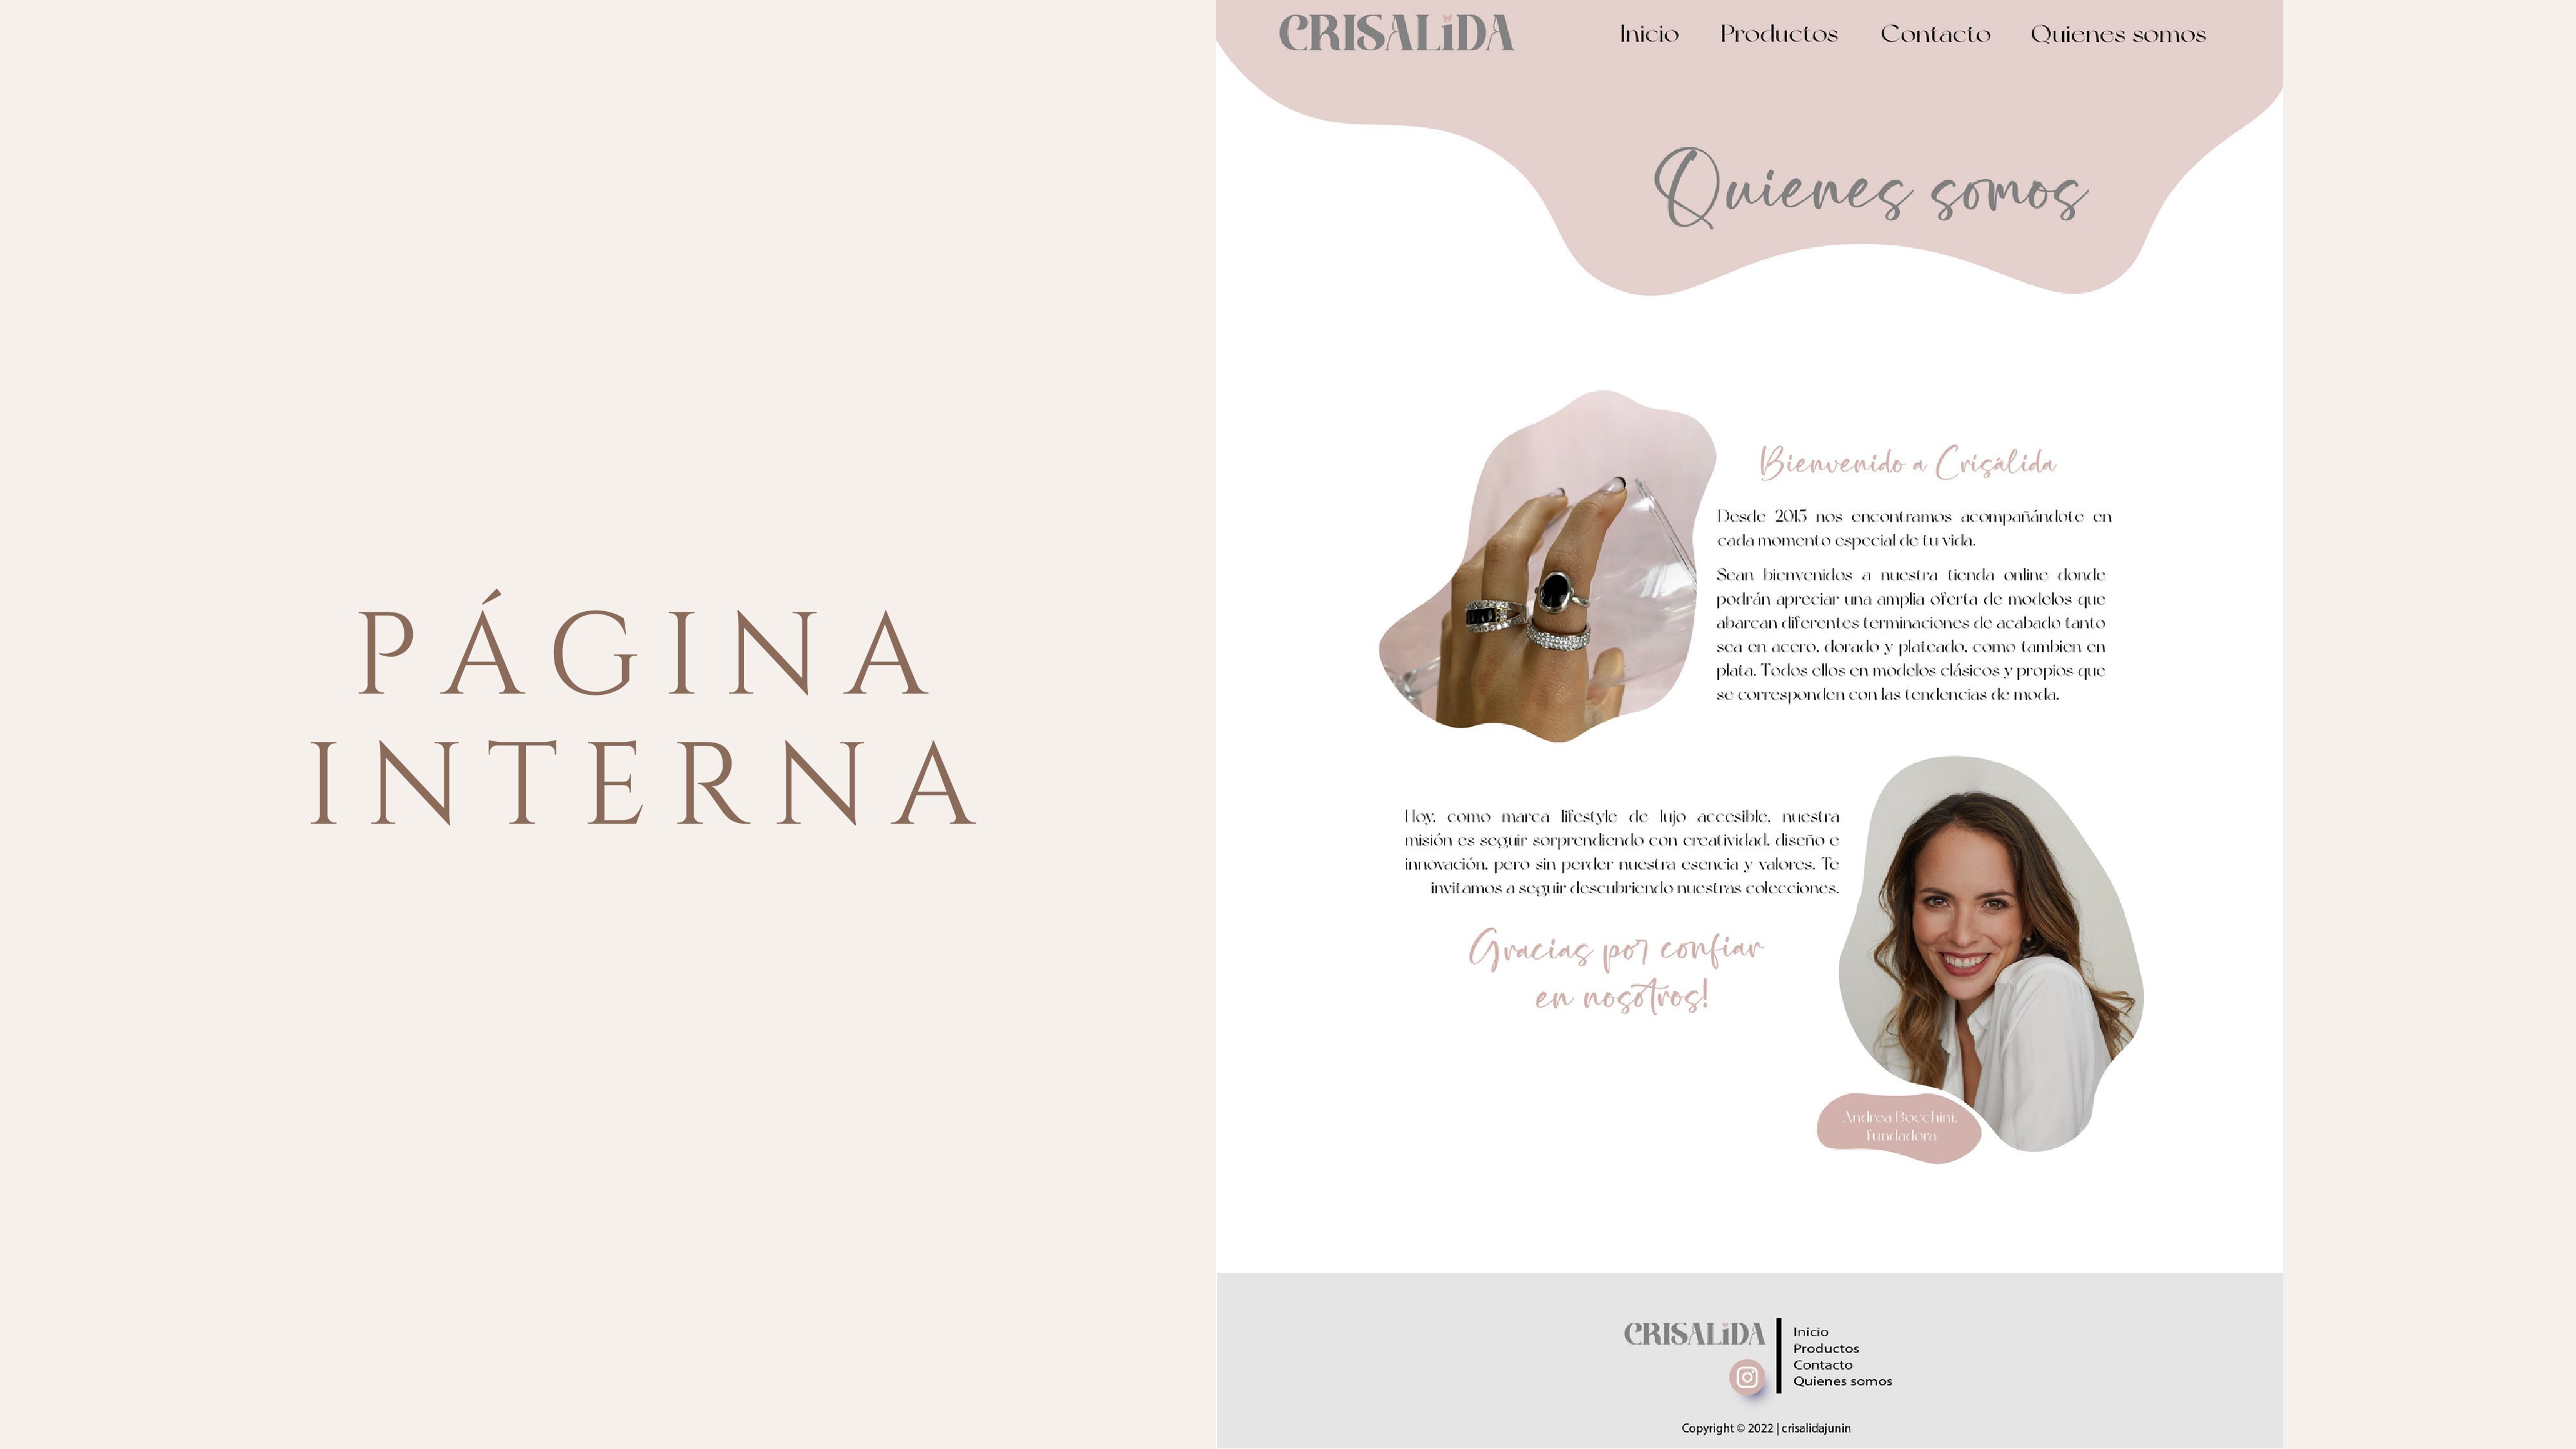 PÁGINA
INTERNA
CRISALiDA
Inicio Productos Contacto Quienes somos
Quienes somos
Bienvenido a Crisálida
Desde 2015 nos encontramos acompañándote en
cada momento especial de tu vida.
Sean bienvenidos a nuestra tienda online donde
podrán apreciar una amplia oferta de modelos que
abarcan diferentes terminaciones de acabado tanto
sea en acero, dorado y plateado, como tambien en
plata. Todos ellos en modelos clásicos y propios que
se corresponden con las tendencias de moda.
Hoy, como marca lifestyle de lujo accesible, nuestra
misión es seguir sorprendiendo con creatividad, diseño e
innovación, pero sin perder nuestra esencia y valores. Te
invitamos a seguir descubriendo nuestras colecciones.
Gracias por confiar
en nosotros!
Andrea Bocchini,
fundadora
CRISALiDA
Inicio
Productos
Contacto
Quienes somos
Copyright © 2022 | crisalidajunin